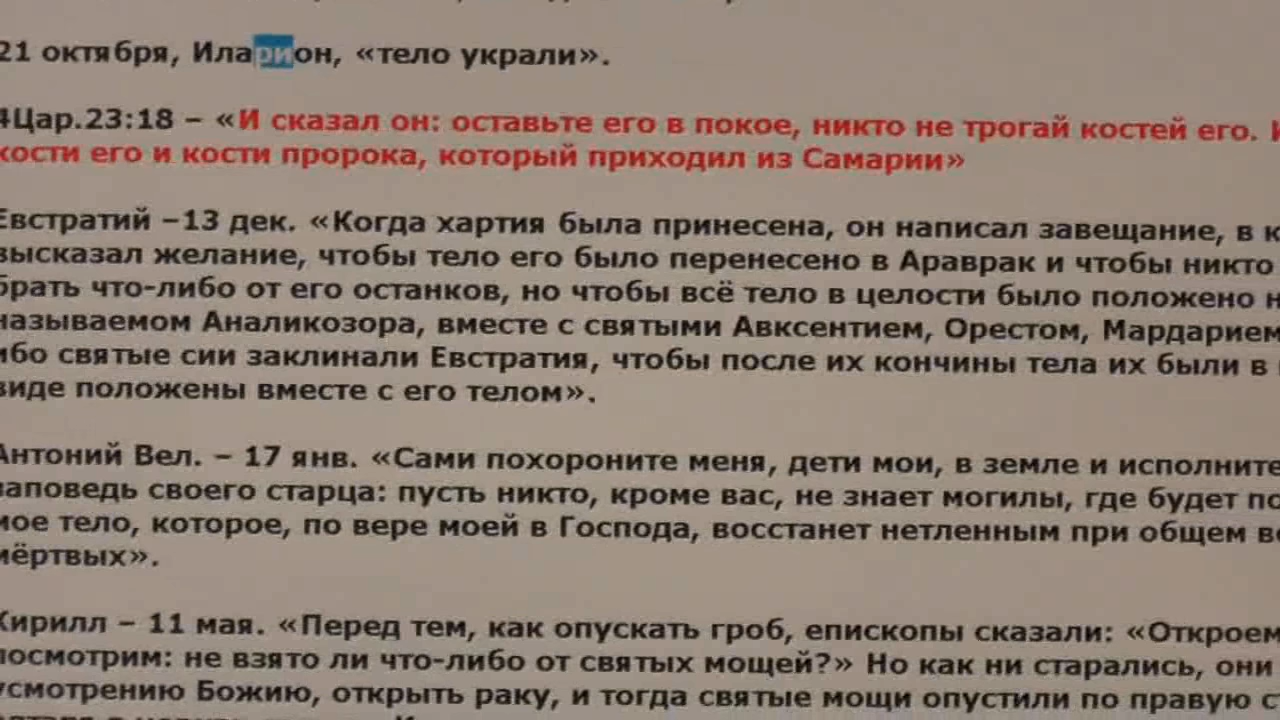 21 октября, Иларион, «тело украли».
4Цар.23:18 – «И сказал он: оставьте его в покое, никто не трогай костей его.
кости его и кости пророка, который приходил из Самарии»
Евстратий –13 дек. «Когда хартия была принесена, он написал завещание, в
высказал желание, чтобы тело его было перенесено в Араврак и чтобы никто
брать что-либо от его останков, но чтобы всё тело в целости было положено
называемом Аналикозора, вместе с святыми Авксентием, Орестом, Мардарием
ибо святые сии заклинали Евстратия, чтобы после их кончины тела их были в
виде положены вместе с его телом».
Антоний Вел. – 17 янв. «Сами похороните меня, дети мои, в земле и исполните
заповедь своего старца: пусть никто, кроме вас, не знает могилы, где будет
мое тело, которое, по вере моей в Господа, восстанет нетленным при общем
мёртвых».
Кирилл – 11 мая. «Перед тем, как опускать гроб, епископы сказали: «Откроем
посмотрим: не взято ли что-либо от святых мощей?» Но как ни старались, они
усмотрению Божию, открыть раку, и тогда святые мощи опустили по правую